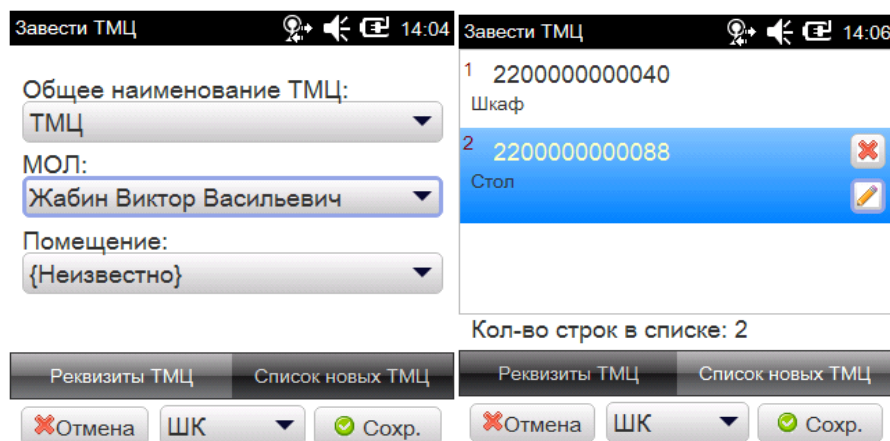 Завести ТМЦ 14:04
Общее наименование ТМЦ:
ТМЦ
МОЛ:
Жабин Виктор Васильевич
Помещение:
{Неизвестно}
Реквизиты ТМЦ Список новых ТМЦ
Отмена ШК Сохр.
Завести ТМЦ 14:06
1 2200000000040
Шкаф
2 2200000000088
Стол
Кол-во строк в списке: 2
Реквизиты ТМЦ Список новых ТМЦ
Отмена ШК Сохр.